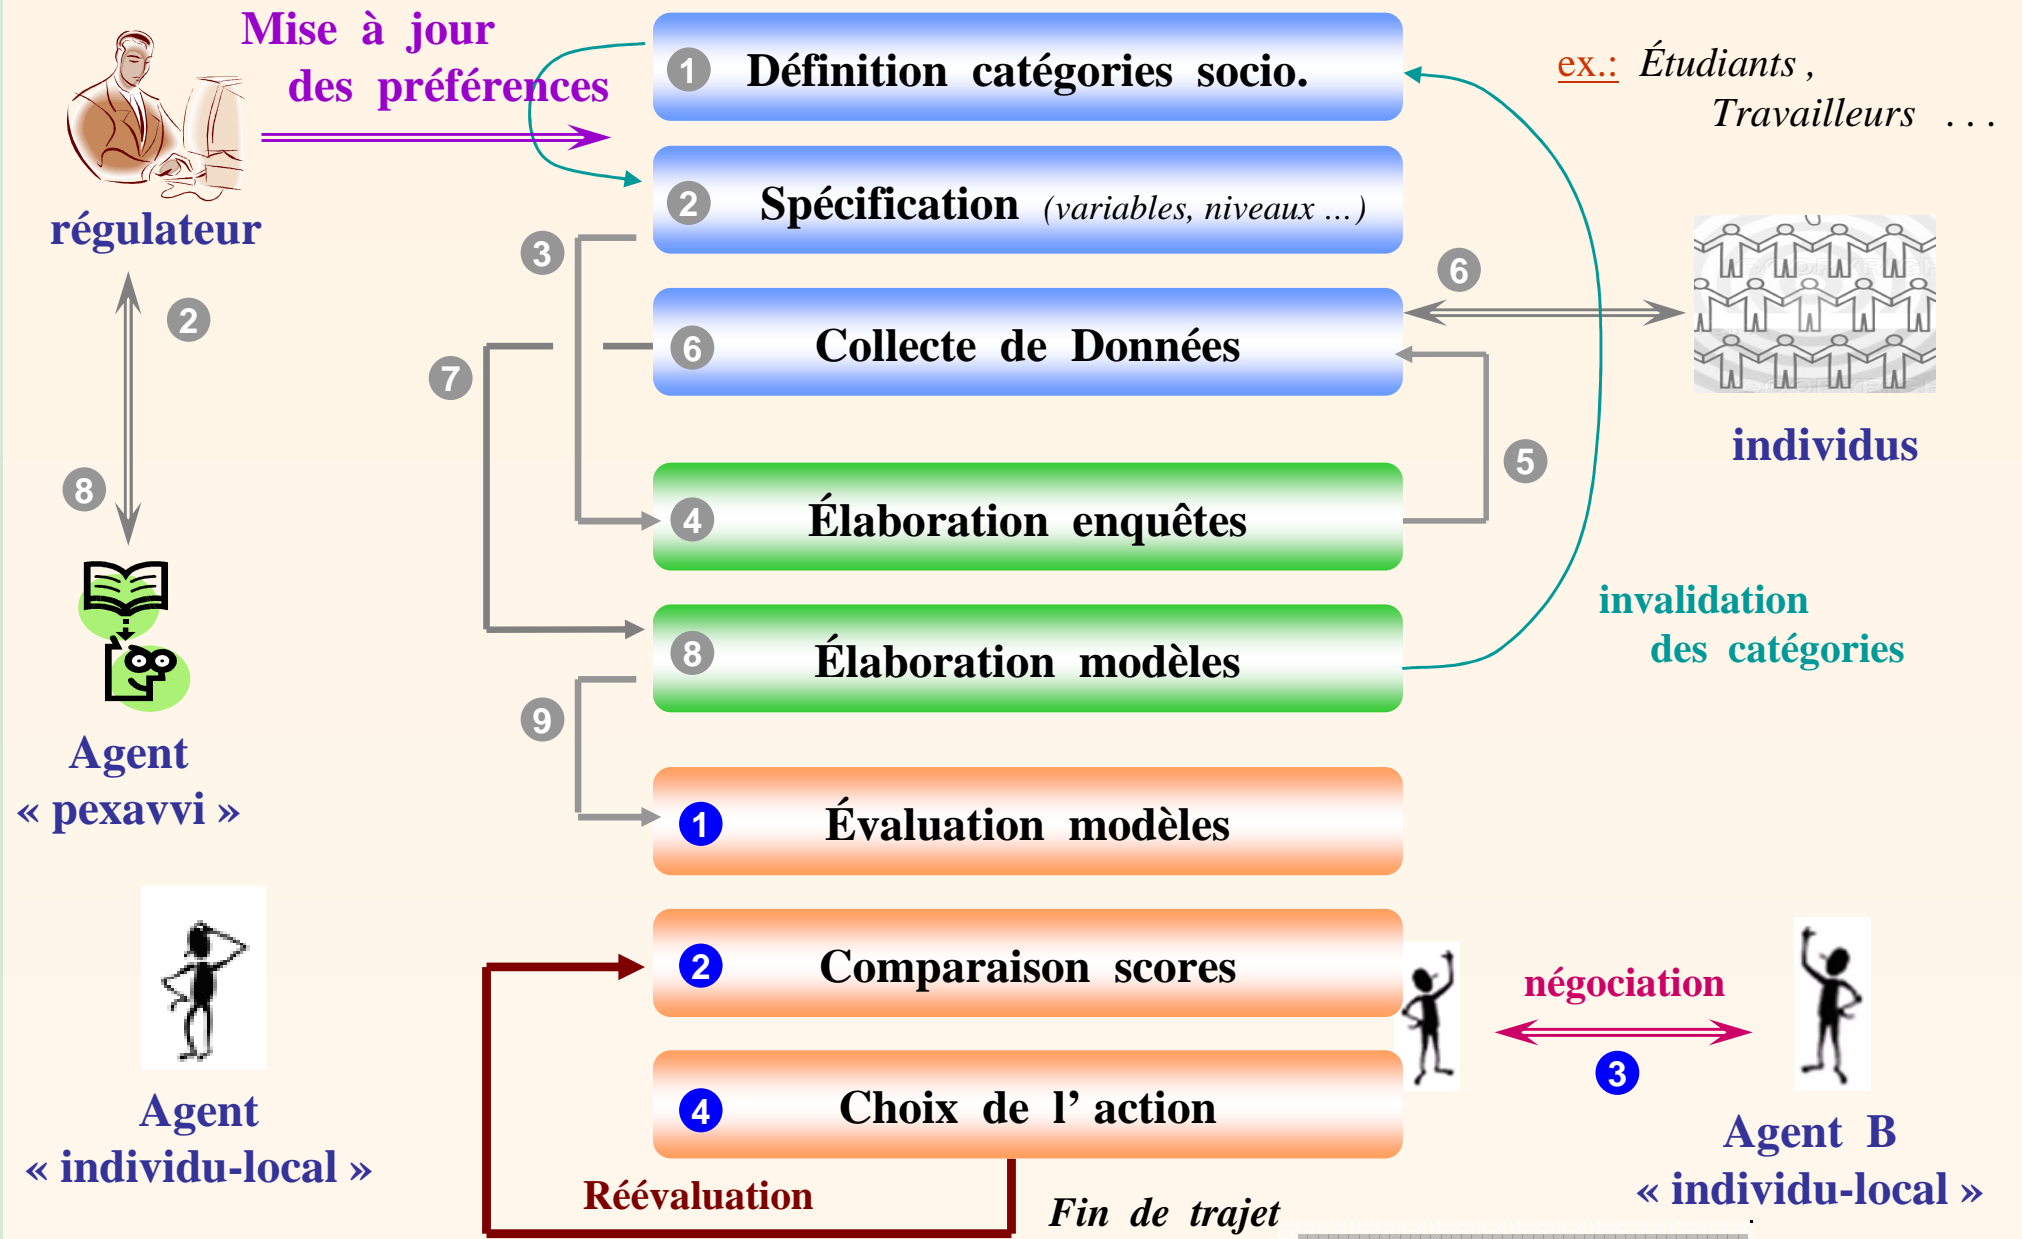 Mise à jour
des préférences
régulateur
2
8
Agent
« pexavvi »
Agent
« individu-local »
1 Définition catégories socio.
2 Spécification (variables, niveaux ...)
3
6 Collecte de Données
7
4 Élaboration enquêtes
8 Élaboration modèles
9
1 Évaluation modèles
2 Comparaison scores
4 Choix de l’ action
Réévaluation
Fin de trajet
ex.: Étudiants ,
Travailleurs . . .
6
individus
5
invalidation
des catégories
négociation
3
Agent B
« individu-local »